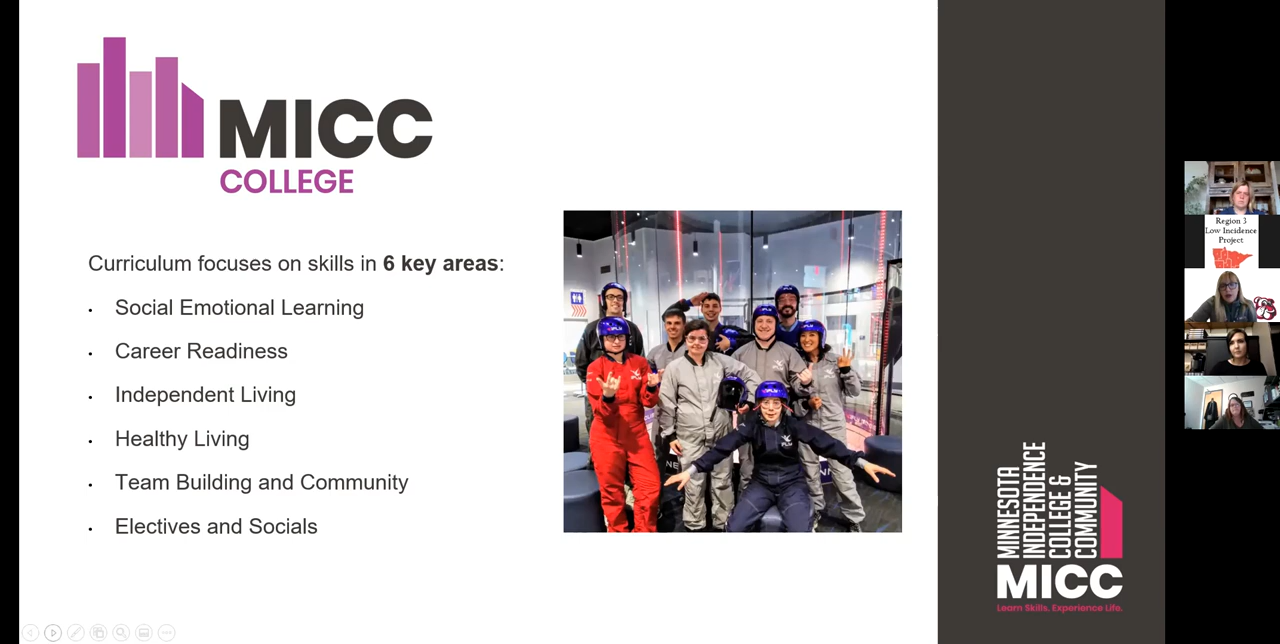 MICC
COLLEGE
Curriculum focuses on skills in 6 key areas:
Social Emotional Learning
Career Readiness
Independent Living
Healthy Living
Team Building and Community
Electives and Socials
MINNESOTA
INDEPENDENCE
COLLEGE &
COMMUNITY
MICC
Learn Skills. Experience Life.
Region 3
Low Incidence
Project